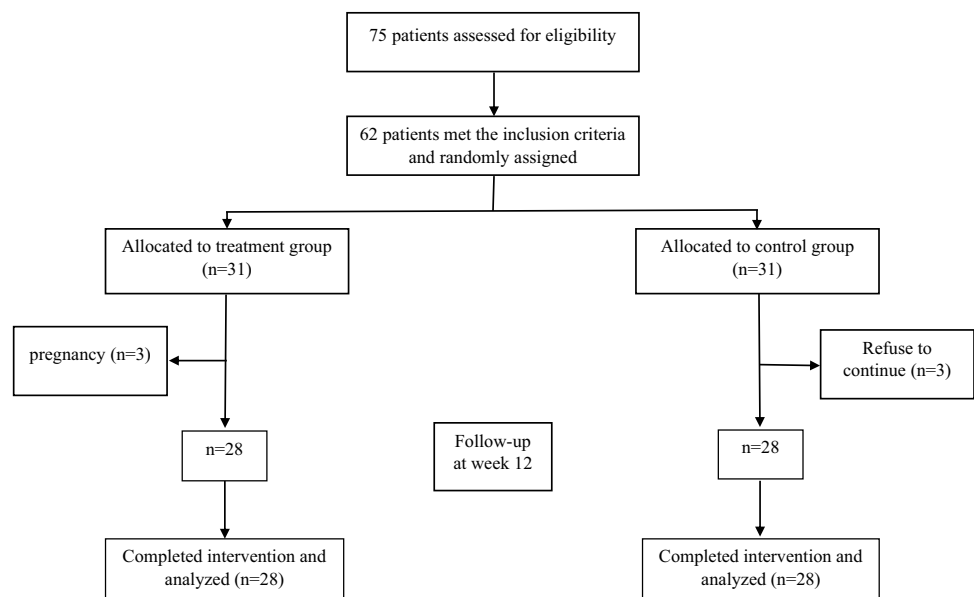 75 patients assessed for eligibility
62 patients met the inclusion criteria
and randomly assigned
Allocated to treatment group
(n=31)
Allocated to control group
(n=31)
pregnancy (n=3)
Refuse to
continue (n=3)
n=28
Follow-up
at week 12
n=28
Completed intervention and
analyzed (n=28)
Completed intervention and
analyzed (n=28)